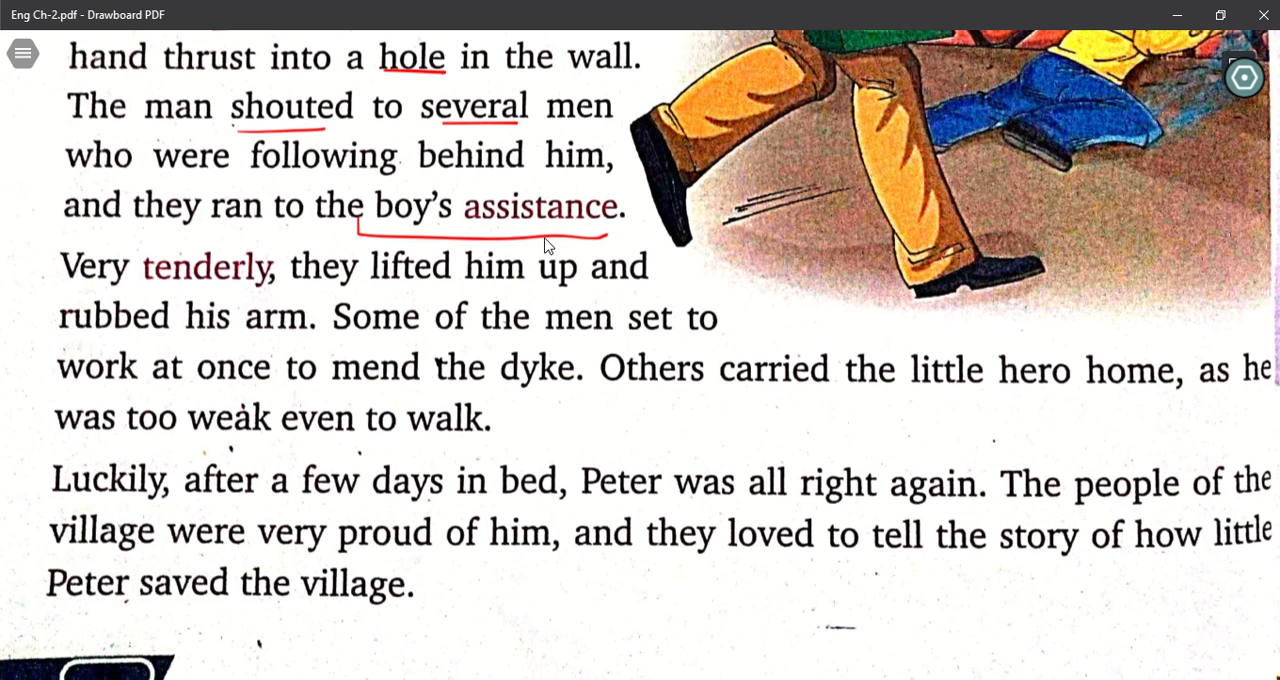 Eng Ch-2.pdf - Drawboard PDF
hand thrust into a hole in the wall.
The man shouted to several men
who were following behind him,
and they ran to the boy's assistance.
Very tenderly, they lifted him up and
rubbed his arm. Some of the men set to
work at once to mend the dyke. Others carried the little hero home, as he
was too weak even to walk.
Luckily, after a few days in bed, Peter was all right again. The people of the
village were very proud of him, and they loved to tell the story of how little
Peter saved the village.